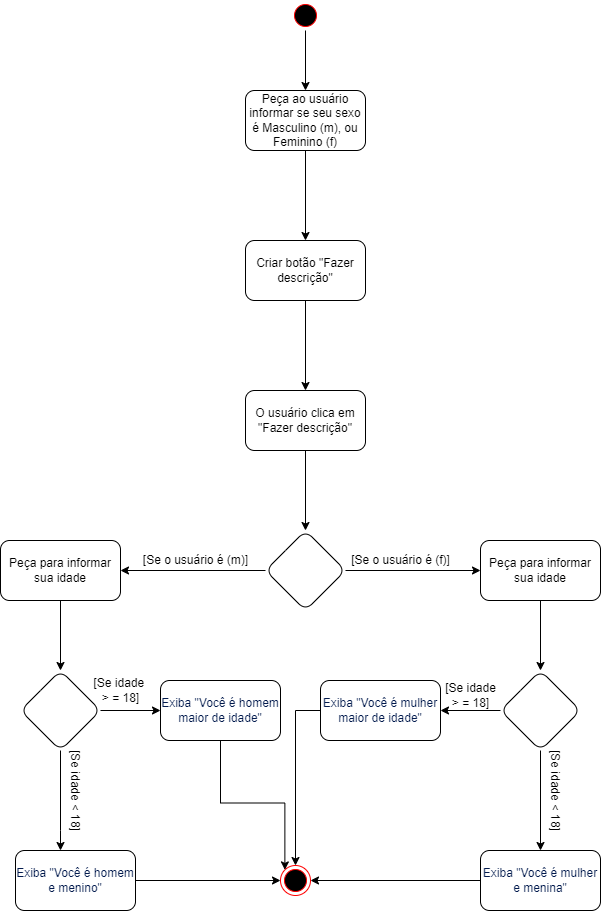 Peça ao usuário
informar se seu sexo
é Masculino (m), ou
Feminino (f)
Criar botão "Fazer
descrição"
O usuário clica em
"Fazer descrição"
[Se o usuário é (m)]
[Se o usuário é (f)]
Peça para informar
sua idade
Peça para informar
sua idade
[Se idade
> = 18]
Exiba "Você é homem
maior de idade"
Exiba "Você é mulher
maior de idade"
[Se idade
> = 18]
[Se idade < 18]
[Se idade < 18]
Exiba "Você é homem
e menino"
Exiba "Você é mulher
e menina"